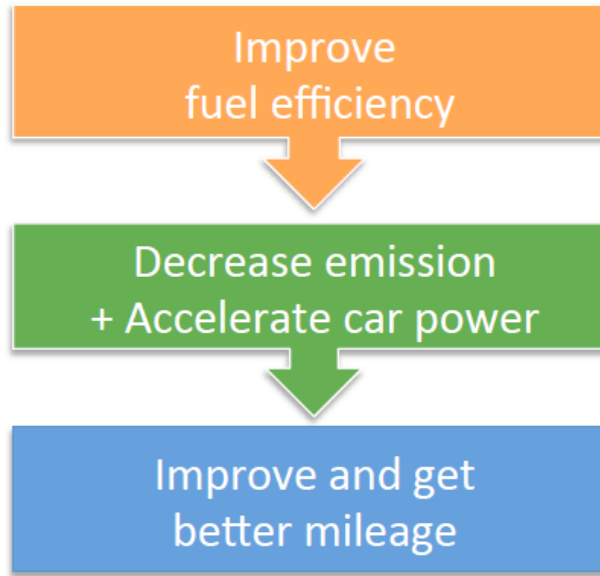 Improve
fuel efficiency
Decrease emission
+ Accelerate car power
Improve and get
better mileage